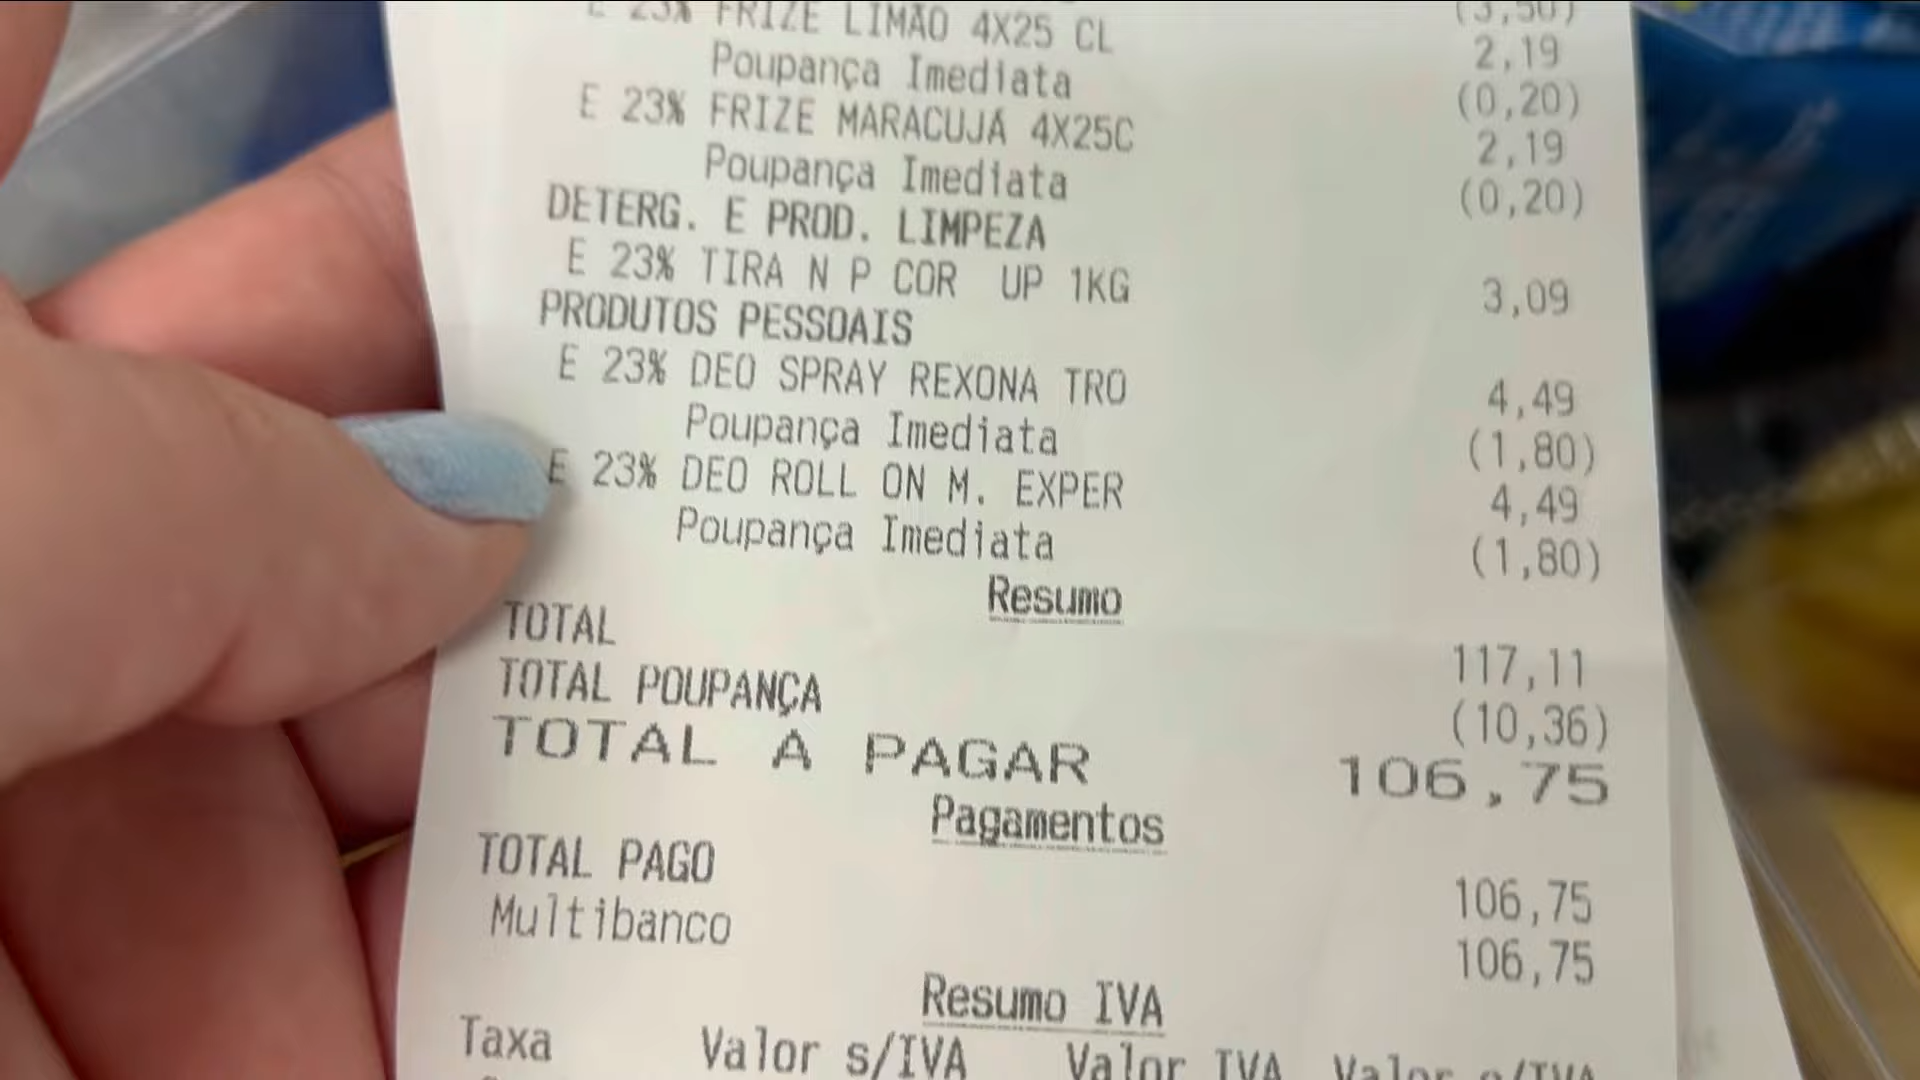 E 23% FRIZE LIMÃO 4X25 CL 2,19
Poupança Imediata (0,20)
E 23% FRIZE MARACUJÁ 4X25C 2,19
Poupança Imediata (0,20)
DETERG. E PROD. LIMPEZA
E 23% TIRA N P COR UP 1KG 3,09
PRODUTOS PESSOAIS
E 23% DEO SPRAY REXONA TRO 4,49
Poupança Imediata (1,80)
E 23% DEO ROLL ON M. EXPER 4,49
Poupança Imediata (1,80)
Resumo
TOTAL 117,11
TOTAL POUPANÇA (10,36)
TOTAL A PAGAR 106,75
Pagamentos
TOTAL PAGO 106,75
Multibanco 106,75
Resumo IVA
Taxa Valor s/IVA Valor IVA Valor c/IVA